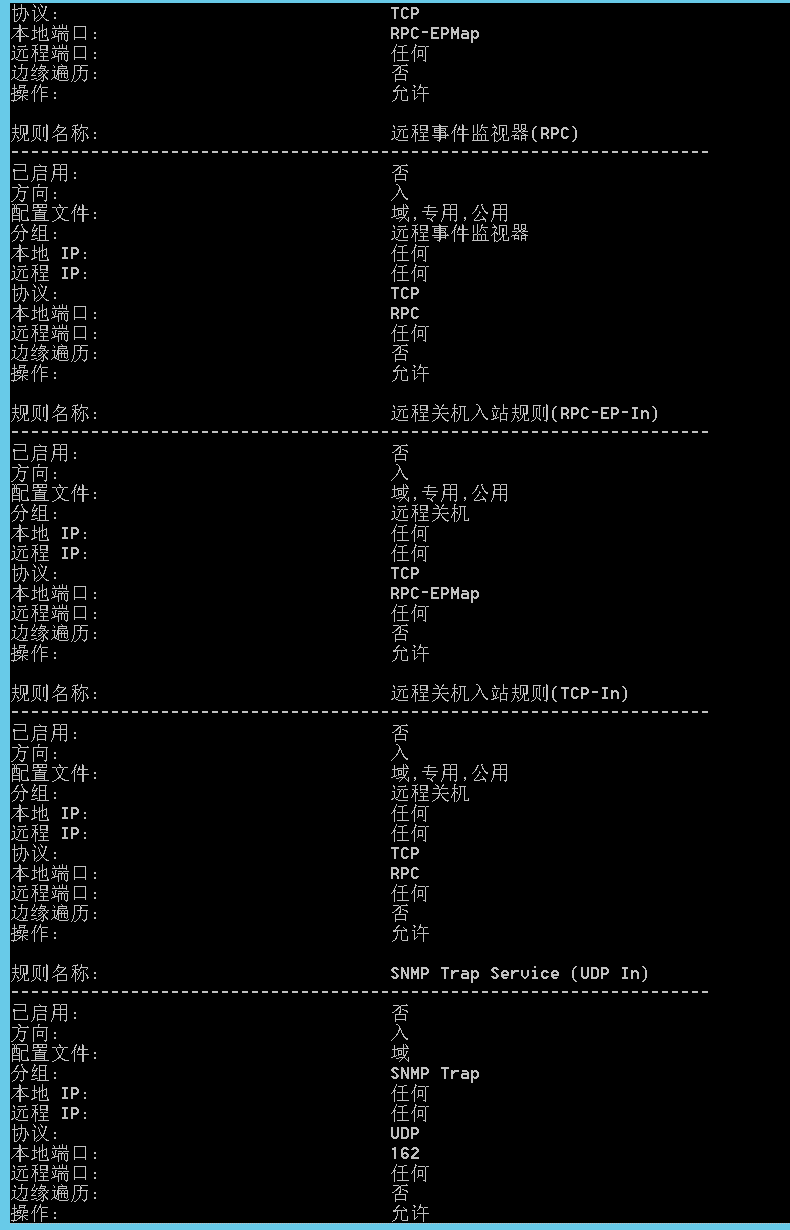 协议: TCP
本地端口: RPC-EPMap
远程端口: 任何
边缘遍历: 否
操作: 允许
规则名称: 远程事件监视器(RPC)
----------------------------------------------------------------------
已启用: 否
方向: 入
配置文件: 域,专用,公用
分组: 远程事件监视器
本地 IP: 任何
远程 IP: 任何
协议: TCP
本地端口: RPC
远程端口: 任何
边缘遍历: 否
操作: 允许
规则名称: 远程关机入站规则(RPC-EP-In)
----------------------------------------------------------------------
已启用: 否
方向: 入
配置文件: 域,专用,公用
分组: 远程关机
本地 IP: 任何
远程 IP: 任何
协议: TCP
本地端口: RPC-EPMap
远程端口: 任何
边缘遍历: 否
操作: 允许
规则名称: 远程关机入站规则(TCP-In)
----------------------------------------------------------------------
已启用: 否
方向: 入
配置文件: 域,专用,公用
分组: 远程关机
本地 IP: 任何
远程 IP: 任何
协议: TCP
本地端口: RPC
远程端口: 任何
边缘遍历: 否
操作: 允许
规则名称: SNMP Trap Service (UDP In)
----------------------------------------------------------------------
已启用: 否
方向: 入
配置文件: 域
分组: SNMP Trap
本地 IP: 任何
远程 IP: 任何
协议: UDP
本地端口: 162
远程端口: 任何
边缘遍历: 否
操作: 允许